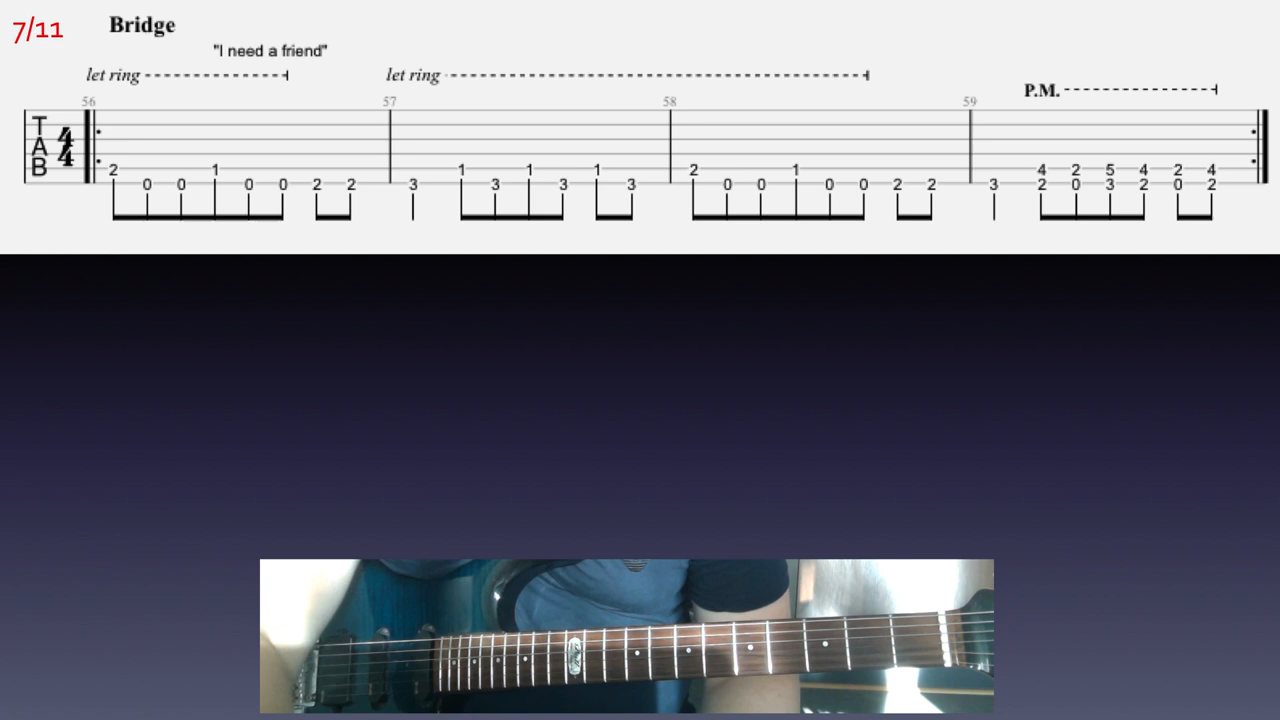 7/11
Bridge
"I need a friend"
let ring let ring
P.M.
56 57 58 59
T
A
B
4
4
2 1 1 1 1 2 1 4 2 5 4 2 4
0 0 0 0 2 2 3 3 3 3 0 0 0 0 2 2 3 2 0 3 2 0 2